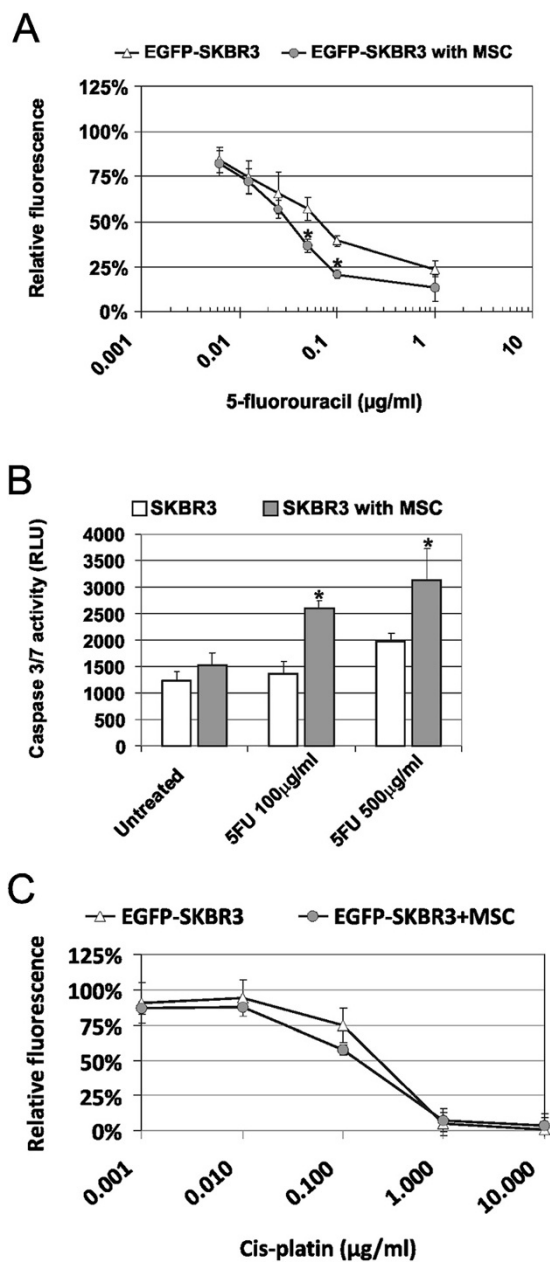 A
EGFP-SKBR3 EGFP-SKBR3 with MSC
125%
100%
75%
50%
25%
0%
Relative fluorescence
* *
0.001 0.01 0.1 1 10
5-fluorouracil (µg/ml)
B
SKBR3 SKBR3 with MSC
4000
3500
3000
2500
2000
1500
1000
500
0
Caspase 3/7 activity (RLU)
* *
Untreated 5FU 100µg/ml 5FU 500µg/ml
C
EGFP-SKBR3 EGFP-SKBR3+MSC
125%
100%
75%
50%
25%
0%
Relative fluorescence
0.001 0.010 0.100 1.000 10.000
Cis-platin (µg/ml)